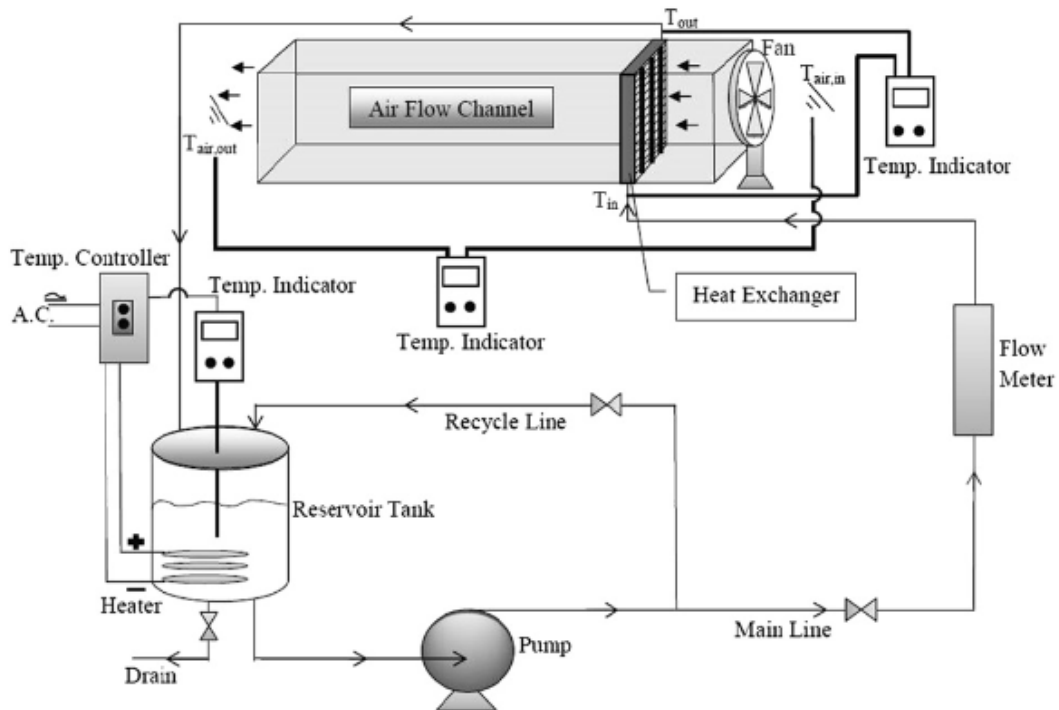 T_out
Fan
T_air,in
Air Flow Channel
T_air,out
Temp. Indicator
T_in
Temp. Controller
Temp. Indicator
A.C.
Heat Exchanger
Temp. Indicator
Flow
Meter
Recycle Line
Reservoir Tank
+
−
Heater
Main Line
Pump
Drain